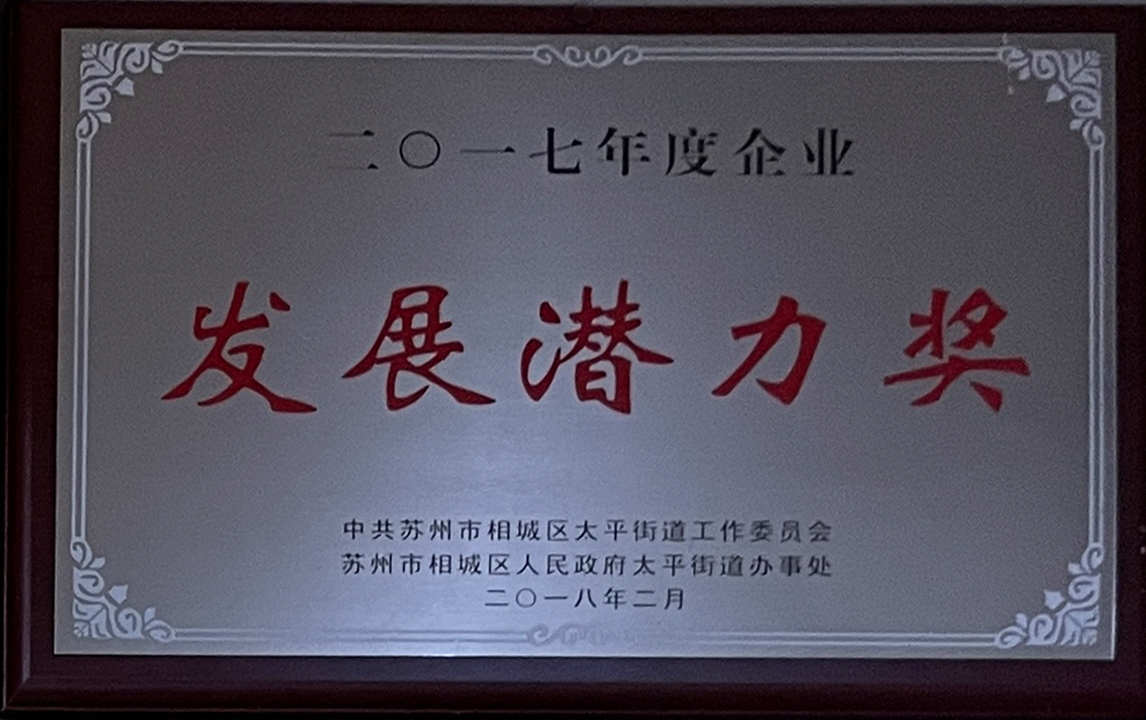 二〇一七年度企业
发展潜力奖
中共苏州市相城区太平街道工作委员会
苏州市相城区人民政府太平街道办事处
二〇一八年二月